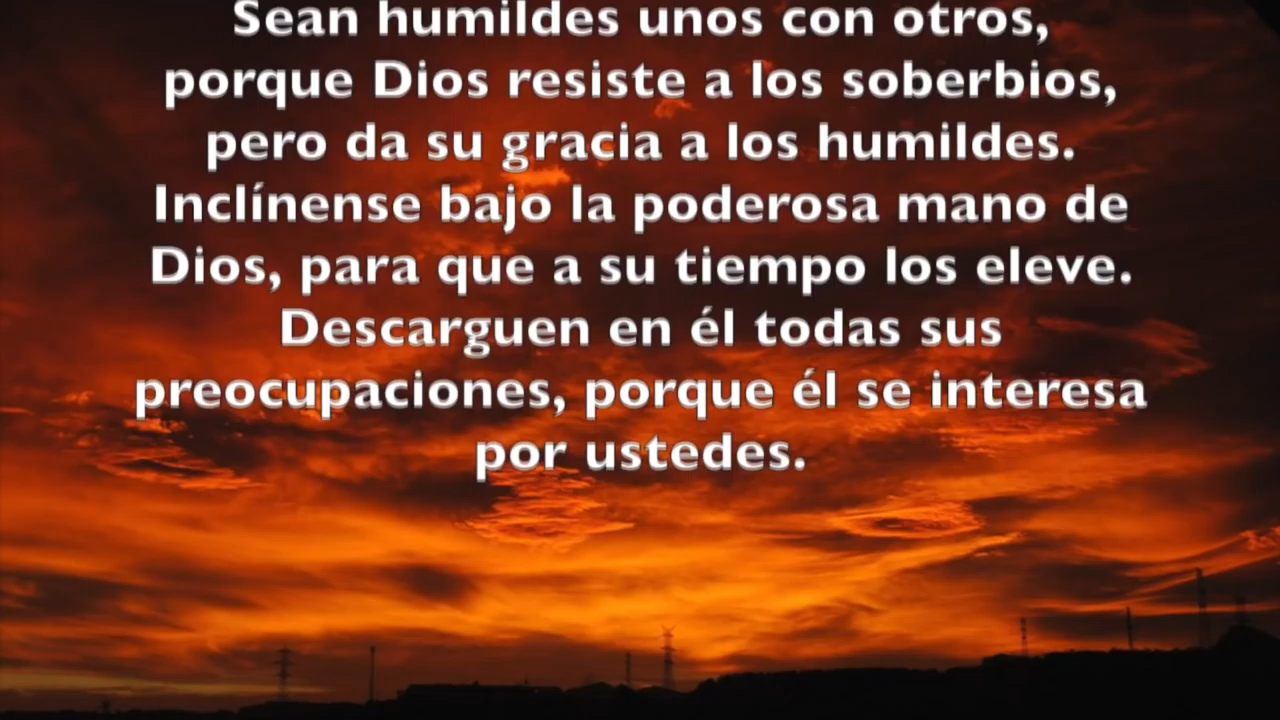 Sean humildes unos con otros,
porque Dios resiste a los soberbios,
pero da su gracia a los humildes.
Inclínense bajo la poderosa mano de
Dios, para que a su tiempo los eleve.
Descarguen en él todas sus
preocupaciones, porque él se interesa
por ustedes.